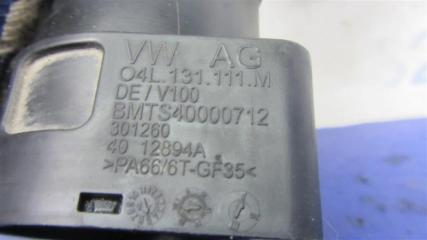 VW AG
04L.131.111.M
DE/V100
BMTS40000712
301260
40 12894A
>PA66/6T-GF35<